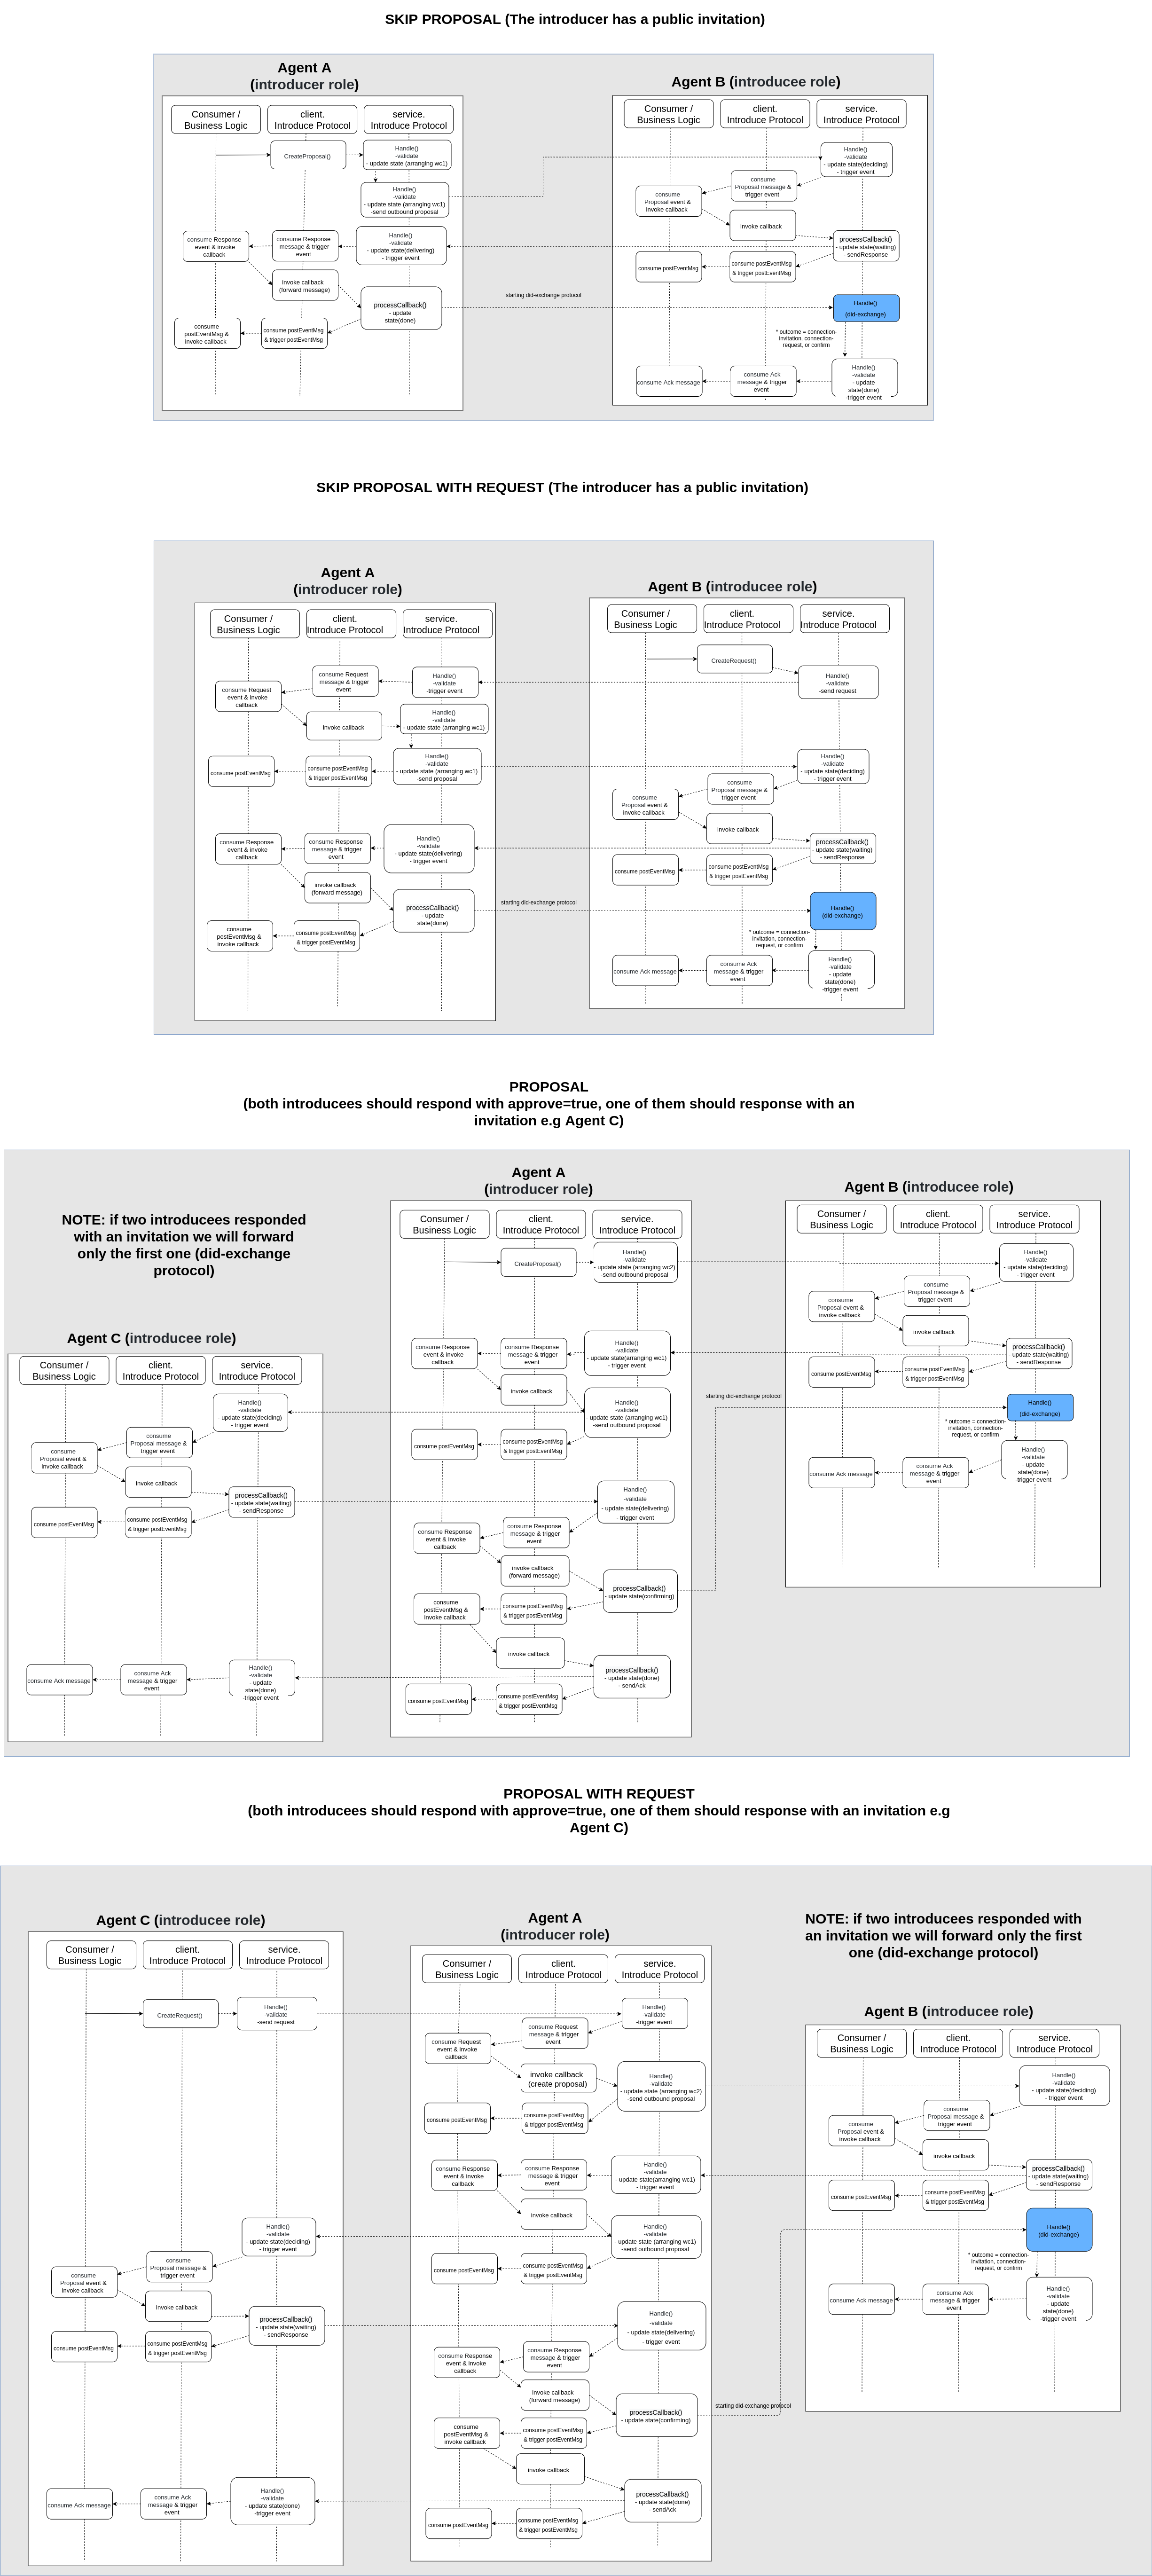 SKIP PROPOSAL (The introducer has a public invitation)
Agent A
(introducer role)
Consumer /
Business Logic
client.
Introduce Protocol
service.
Introduce Protocol
CreateProposal()
Handle()
-validate
- update state (arranging wc1)
Handle()
-validate
- update state (arranging wc1)
-send outbound proposal
consume Response
event & invoke
callback
consume Response
message & trigger
event
Handle()
-validate
- update state(delivering)
- trigger event
invoke callback
(forward message)
processCallback()
- update
state(done)
consume
postEventMsg &
invoke callback
consume postEventMsg
& trigger postEventMsg
starting did-exchange protocol
Agent B (introducee role)
Consumer /
Business Logic
client.
Introduce Protocol
service.
Introduce Protocol
Handle()
-validate
- update state(deciding)
- trigger event
consume
Proposal message &
trigger event
consume
Proposal event &
invoke callback
invoke callback
processCallback()
- update state(waiting)
- sendResponse
consume postEventMsg
consume postEventMsg
& trigger postEventMsg
Handle()
(did-exchange)
* outcome = connection-
invitation, connection-
request, or confirm
consume Ack message
consume Ack
message & trigger
event
Handle()
-validate
- update
state(done)
-trigger event
SKIP PROPOSAL WITH REQUEST (The introducer has a public invitation)
Agent A
(introducer role)
Consumer /
Business Logic
client.
Introduce Protocol
service.
Introduce Protocol
consume Request
event & invoke
callback
consume Request
message & trigger
event
Handle()
-validate
-trigger event
invoke callback
Handle()
-validate
- update state (arranging wc1)
consume postEventMsg
consume postEventMsg
& trigger postEventMsg
Handle()
-validate
- update state (arranging wc1)
-send proposal
consume Response
event & invoke
callback
consume Response
message & trigger
event
Handle()
-validate
- update state(delivering)
- trigger event
invoke callback
(forward message)
processCallback()
- update
state(done)
consume
postEventMsg &
invoke callback
consume postEventMsg
& trigger postEventMsg
starting did-exchange protocol
Agent B (introducee role)
Consumer /
Business Logic
client.
Introduce Protocol
service.
Introduce Protocol
CreateRequest()
Handle()
-validate
-send request
Handle()
-validate
- update state(deciding)
- trigger event
consume
Proposal message &
trigger event
consume
Proposal event &
invoke callback
invoke callback
processCallback()
- update state(waiting)
- sendResponse
consume postEventMsg
consume postEventMsg
& trigger postEventMsg
Handle()
(did-exchange)
* outcome = connection-
invitation, connection-
request, or confirm
consume Ack message
consume Ack
message & trigger
event
Handle()
-validate
- update
state(done)
-trigger event
PROPOSAL
(both introducees should respond with approve=true, one of them should response with an
invitation e.g Agent C)
NOTE: if two introducees responded
with an invitation we will forward
only the first one (did-exchange
protocol)
Agent C (introducee role)
Consumer /
Business Logic
client.
Introduce Protocol
service.
Introduce Protocol
Handle()
-validate
- update state(deciding)
- trigger event
consume
Proposal message &
trigger event
consume
Proposal event &
invoke callback
invoke callback
processCallback()
- update state(waiting)
- sendResponse
consume postEventMsg
consume postEventMsg
& trigger postEventMsg
consume Ack message
consume Ack
message & trigger
event
Handle()
-validate
- update
state(done)
-trigger event
Agent A
(introducer role)
Consumer /
Business Logic
client.
Introduce Protocol
service.
Introduce Protocol
CreateProposal()
Handle()
-validate
- update state (arranging wc2)
-send outbound proposal
consume Response
event & invoke
callback
consume Response
message & trigger
event
Handle()
-validate
- update state(arranging wc1)
- trigger event
invoke callback
Handle()
-validate
- update state (arranging wc1)
-send outbound proposal
consume postEventMsg
consume postEventMsg
& trigger postEventMsg
Handle()
-validate
- update state(delivering)
- trigger event
consume Response
event & invoke
callback
consume Response
message & trigger
event
invoke callback
(forward message)
processCallback()
- update state(confirming)
consume
postEventMsg &
invoke callback
consume postEventMsg
& trigger postEventMsg
invoke callback
processCallback()
- update state(done)
- sendAck
consume postEventMsg
consume postEventMsg
& trigger postEventMsg
starting did-exchange protocol
Agent B (introducee role)
Consumer /
Business Logic
client.
Introduce Protocol
service.
Introduce Protocol
Handle()
-validate
- update state(deciding)
- trigger event
consume
Proposal message &
trigger event
consume
Proposal event &
invoke callback
invoke callback
processCallback()
- update state(waiting)
- sendResponse
consume postEventMsg
consume postEventMsg
& trigger postEventMsg
Handle()
(did-exchange)
* outcome = connection-
invitation, connection-
request, or confirm
consume Ack message
consume Ack
message & trigger
event
Handle()
-validate
- update
state(done)
-trigger event
PROPOSAL WITH REQUEST
(both introducees should respond with approve=true, one of them should response with an invitation e.g
Agent C)
Agent C (introducee role)
Consumer /
Business Logic
client.
Introduce Protocol
service.
Introduce Protocol
CreateRequest()
Handle()
-validate
-send request
Handle()
-validate
- update state(deciding)
- trigger event
consume
Proposal message &
trigger event
consume
Proposal event &
invoke callback
invoke callback
processCallback()
- update state(waiting)
- sendResponse
consume postEventMsg
consume postEventMsg
& trigger postEventMsg
consume Ack message
consume Ack
message & trigger
event
Handle()
-validate
- update state(done)
-trigger event
Agent A
(introducer role)
Consumer /
Business Logic
client.
Introduce Protocol
service.
Introduce Protocol
Handle()
-validate
-trigger event
consume Request
message & trigger
event
consume Request
event & invoke
callback
invoke callback
(create proposal)
Handle()
-validate
- update state (arranging wc2)
-send outbound proposal
consume postEventMsg
consume postEventMsg
& trigger postEventMsg
consume Response
event & invoke
callback
consume Response
message & trigger
event
Handle()
-validate
- update state(arranging wc1)
- trigger event
invoke callback
Handle()
-validate
- update state (arranging wc1)
-send outbound proposal
consume postEventMsg
consume postEventMsg
& trigger postEventMsg
Handle()
-validate
- update state(delivering)
- trigger event
consume Response
event & invoke
callback
consume Response
message & trigger
event
invoke callback
(forward message)
processCallback()
- update state(confirming)
consume
postEventMsg &
invoke callback
consume postEventMsg
& trigger postEventMsg
invoke callback
processCallback()
- update state(done)
- sendAck
consume postEventMsg
consume postEventMsg
& trigger postEventMsg
starting did-exchange protocol
NOTE: if two introducees responded with
an invitation we will forward only the first
one (did-exchange protocol)
Agent B (introducee role)
Consumer /
Business Logic
client.
Introduce Protocol
service.
Introduce Protocol
Handle()
-validate
- update state(deciding)
- trigger event
consume
Proposal message &
trigger event
consume
Proposal event &
invoke callback
invoke callback
processCallback()
- update state(waiting)
- sendResponse
consume postEventMsg
consume postEventMsg
& trigger postEventMsg
Handle()
(did-exchange)
* outcome = connection-
invitation, connection-
request, or confirm
consume Ack message
consume Ack
message & trigger
event
Handle()
-validate
- update
state(done)
-trigger event